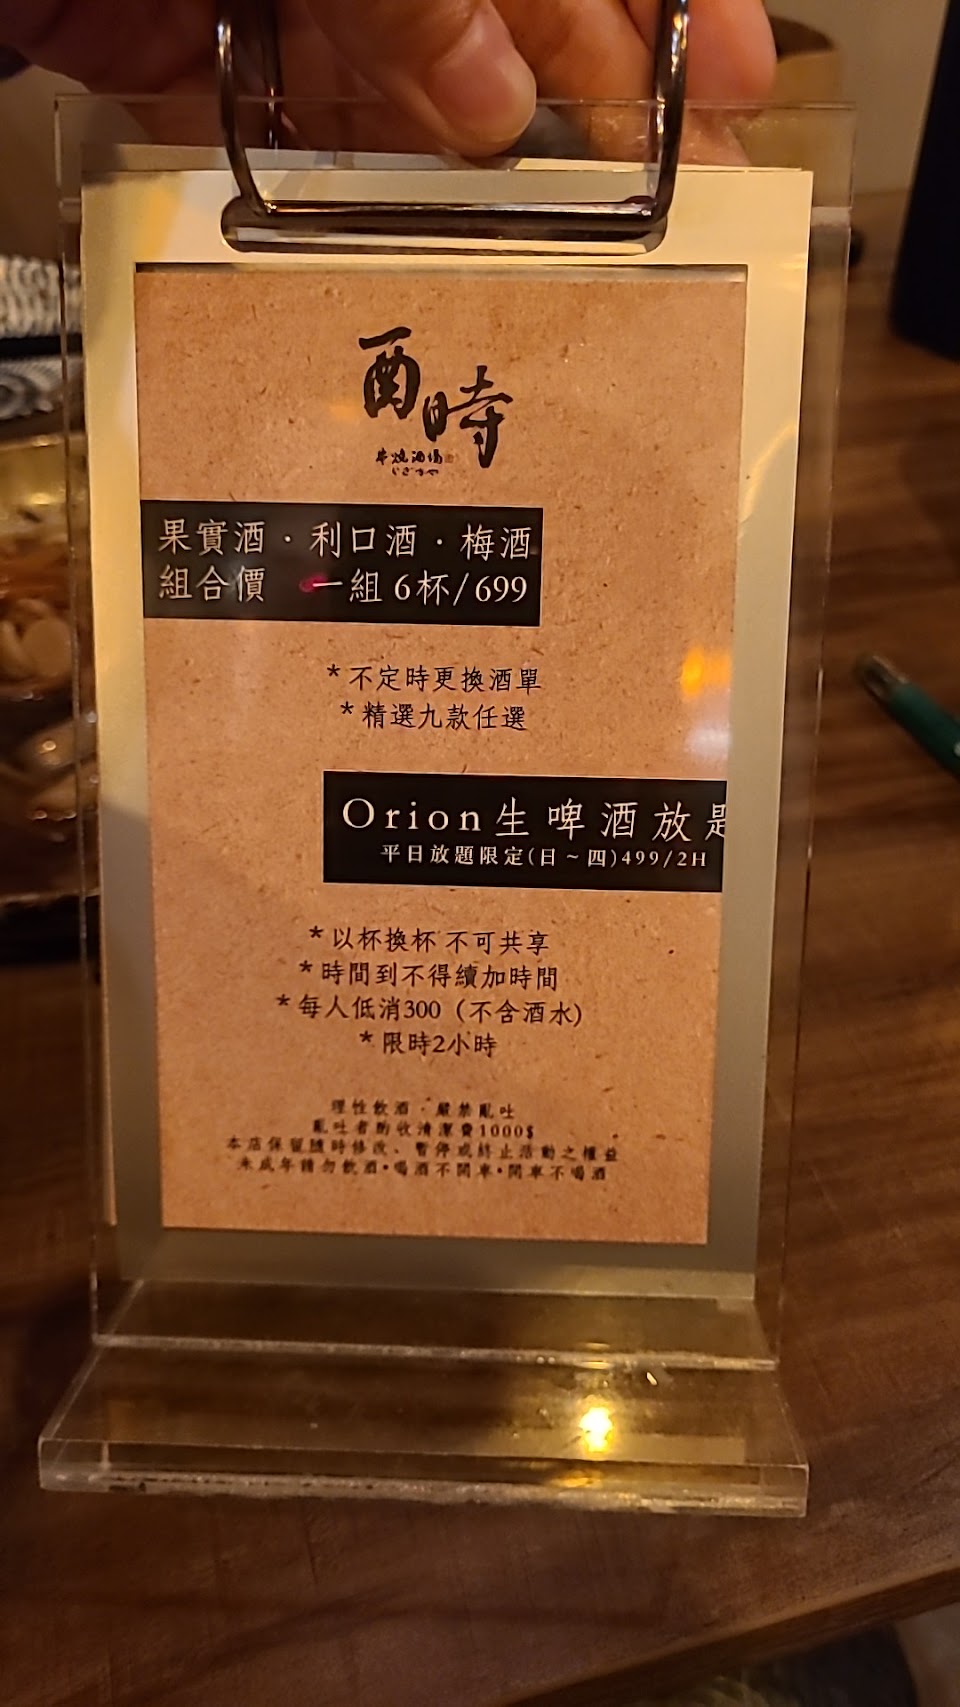 酉時
串燒酒場
果實酒・利口酒・梅酒
組合價 一組 6杯/699
*不定時更換酒單
*精選九款任選
Orion生啤酒放題
平日放題限定(日~四)499/2H
*以杯換杯 不可共享
*時間到不得續加時間
*每人低消300 (不含酒水)
*限時2小時
理性飲酒・嚴禁亂吐
亂吐者酌收清潔費1000$
本店保留隨時修改、暫停或終止活動之權益
未成年請勿飲酒•喝酒不開車•開車不喝酒